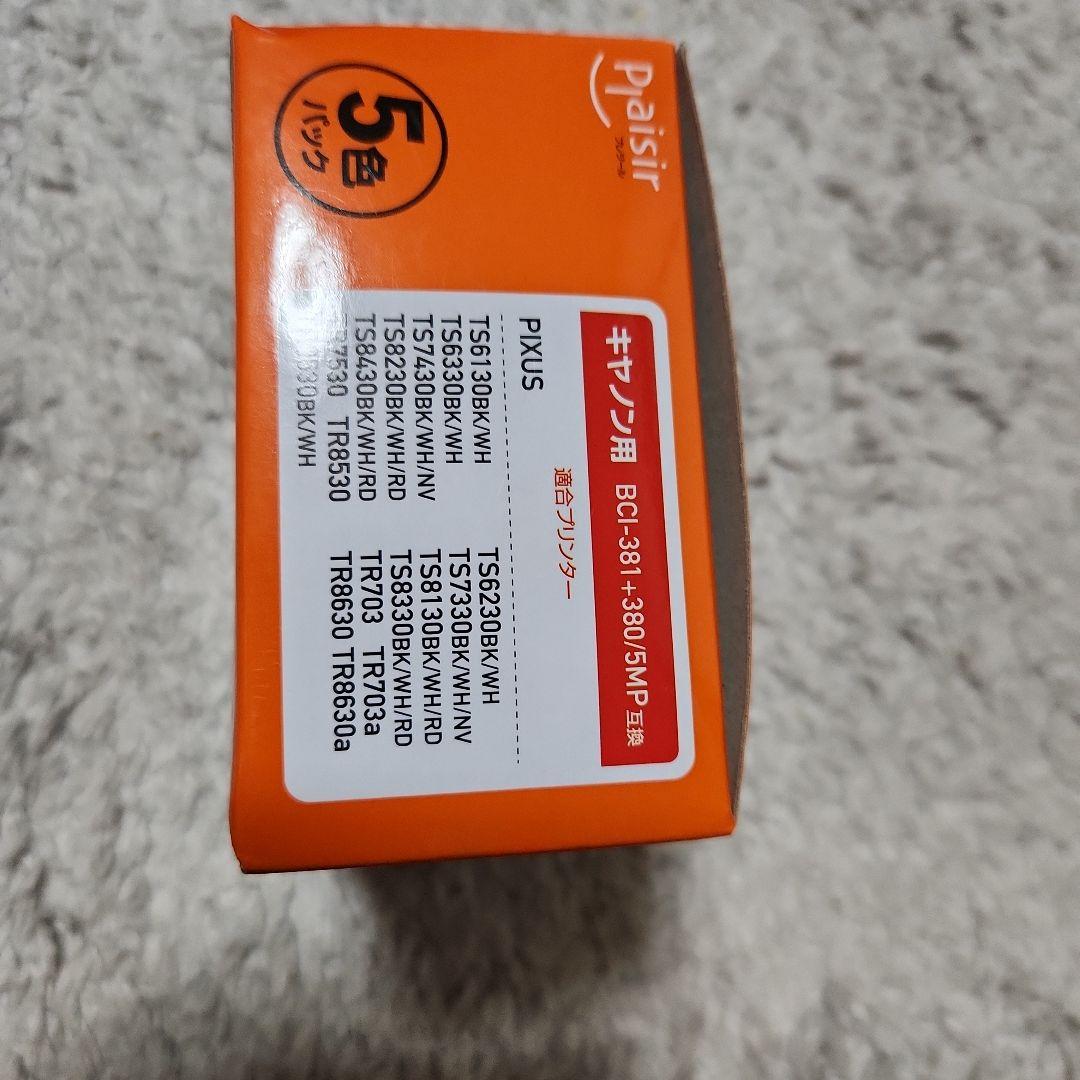 Plaisir
プレジール
5色
パック
キヤノン用 BCI-381+380/5MP 互換
適合プリンター
PIXUS
TS6130BK/WH TS6230BK/WH
TS6330BK/WH TS7330BK/WH/NV
TS7430BK/WH/NV TS8130BK/WH/RD
TS8230BK/WH/RD TS8330BK/WH/RD
TS8430BK/WH/RD TR703 TR703a
TR8530 TR8630 TR8630a